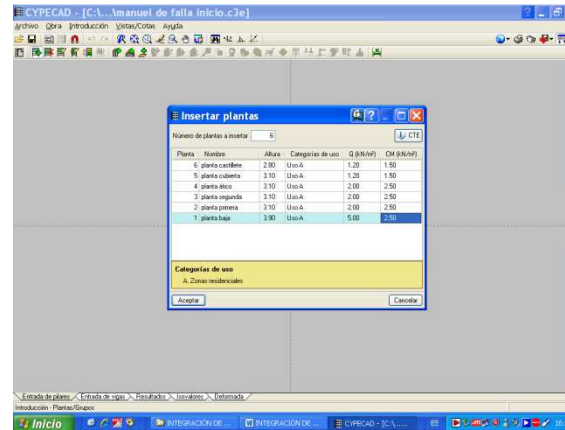 CYPECAD - [C:\...\manuel de falla inicio.c3e]
Archivo Obra Introducción Vistas/Cotas Ayuda
Insertar plantas
Número de plantas a insertar 6 CTE
Planta Nombre Altura Categorías de uso Q (kN/m²) CM (kN/m²)
6 planta castillete 2.80 Uso A 1.20 1.50
5 planta cubierta 3.10 Uso A 1.20 1.50
4 planta ático 3.10 Uso A 2.00 2.50
3 planta segunda 3.10 Uso A 2.00 2.50
2 planta primera 3.10 Uso A 2.00 2.50
1 planta baja 3.90 Uso A 5.00 2.50
Categorías de uso
A. Zonas residenciales
Aceptar Cancelar
Entrada de pilares Entrada de vigas Resultados Isovalores Deformada
Introducción - Plantas/Grupos
Inicio INTEGRACIÓN DE ... INTEGRACIÓN DE ... CYPECAD - [C:\... ES 16: